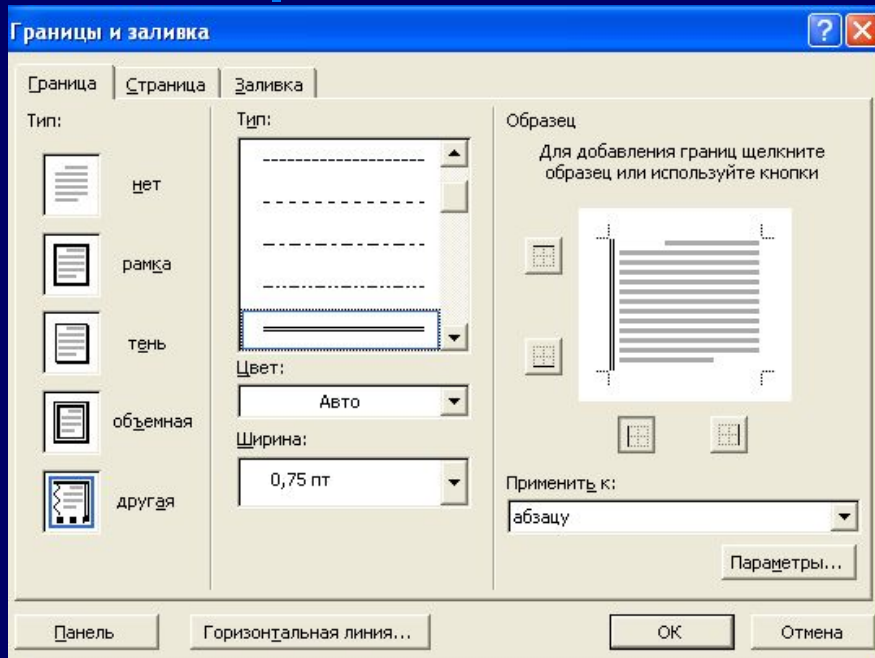 Границы и заливка
Граница Страница Заливка
Тип:
нет
рамка
тень
объемная
другая
Тип:
Цвет:
Авто
Ширина:
0,75 пт
Образец
Для добавления границ щелкните
образец или используйте кнопки
Применить к:
абзацу
Параметры...
Панель Горизонтальная линия... ОК Отмена